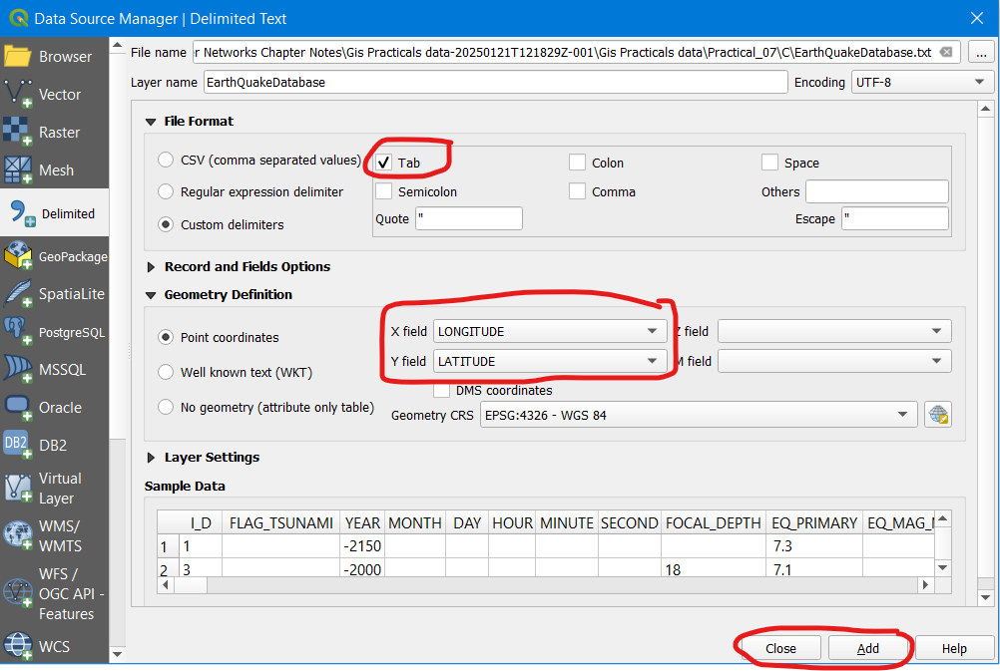 Data Source Manager | Delimited Text
Browser
Vector
Raster
Mesh
Delimited
GeoPackage
SpatiaLite
PostgreSQL
MSSQL
Oracle
DB2
DB2
Virtual
Layer
WMS/
WMTS
WFS /
OGC API -
Features
WCS
File name r Networks Chapter Notes\Gis Practicals data-20250121T121829Z-001\Gis Practicals data\Practical_07\C\EarthQuakeDatabase.txt ...
Layer name EarthQuakeDatabase Encoding UTF-8
File Format
CSV (comma separated values) Tab Colon Space
Regular expression delimiter Semicolon Comma Others
Custom delimiters Quote " Escape "
Record and Fields Options
Geometry Definition
Point coordinates X field LONGITUDE Z field
Well known text (WKT) Y field LATITUDE M field
DMS coordinates
No geometry (attribute only table) Geometry CRS EPSG:4326 - WGS 84
Layer Settings
Sample Data
I_D FLAG_TSUNAMI YEAR MONTH DAY HOUR MINUTE SECOND FOCAL_DEPTH EQ_PRIMARY EQ_MAG_
1 1 -2150 7.3
2 3 -2000 18 7.1
Close Add Help